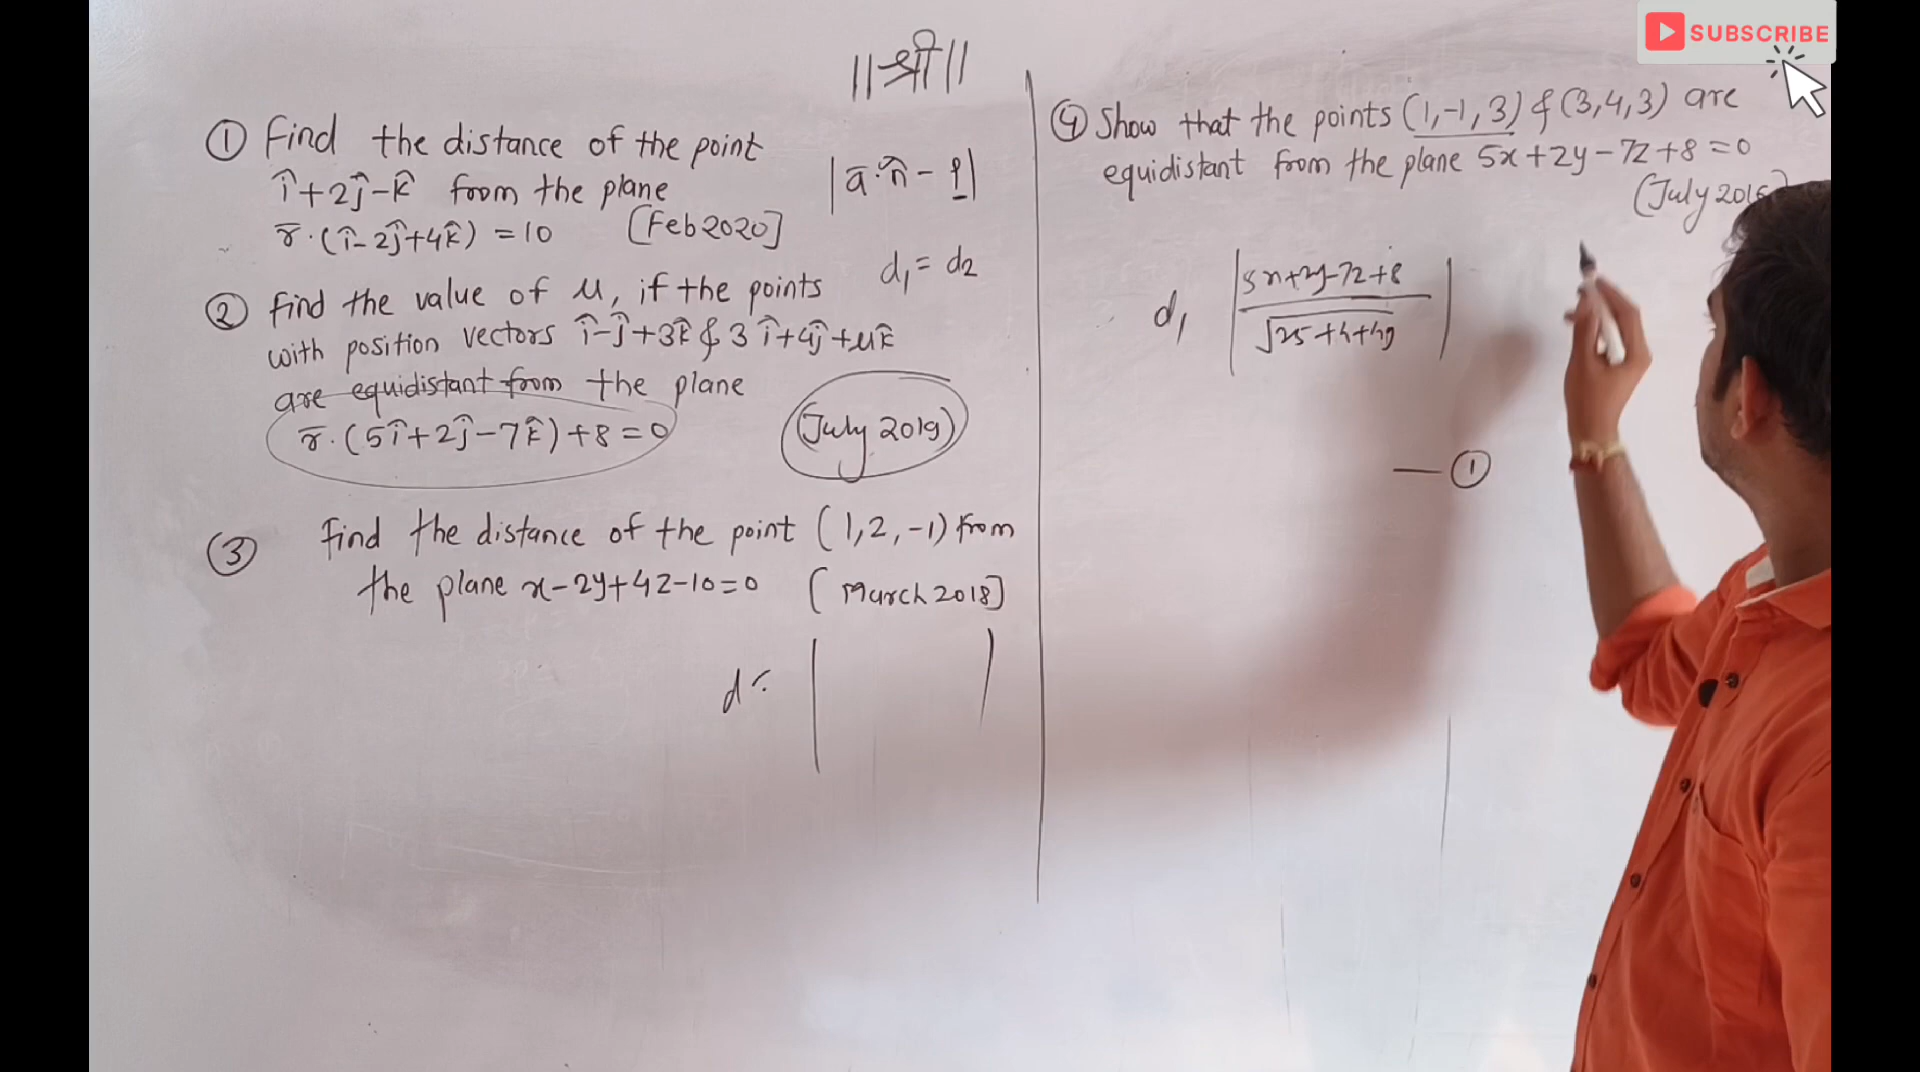 SUBSCRIBE
॥श्री॥
① Find the distance of the point
î+2ĵ-k̂ from the plane
r̄·(î-2ĵ+4k̂) = 10 [Feb 2020]
|ā·n̂ - p|
② find the value of μ, if the points
d₁ = d₂
with position vectors î-ĵ+3k̂ & 3î+4ĵ+μk̂
are equidistant from the plane
r̄·(5î+2ĵ-7k̂)+8=0 (July 2019)
③ find the distance of the point (1,2,-1) from
the plane x-2y+4z-10=0 [March 2018]
d =
④ Show that the points (1,-1,3) & (3,4,3) are
equidistant from the plane 5x+2y-7z+8=0
(July 201
d₁ |5x+2y-7z+8|
√25+4+49
— ①